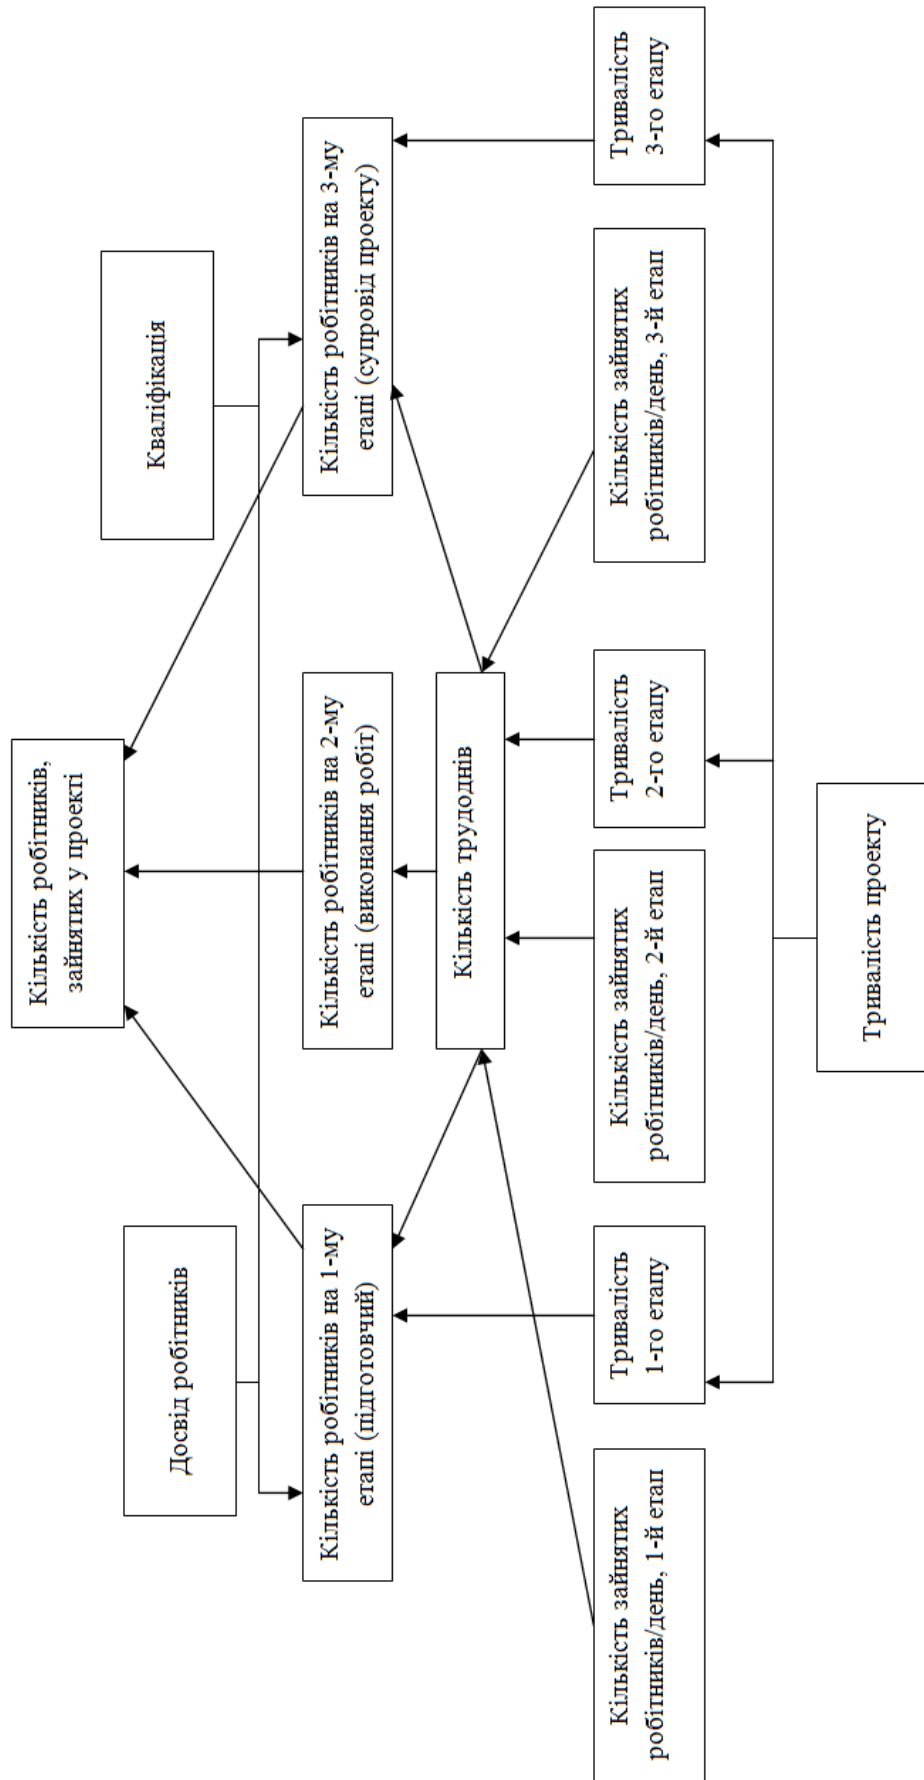 Кількість робітників,
зайнятих у проекті
Досвід робітників
Кваліфікація
Кількість робітників на 1-му
етапі (підготовчий)
Кількість робітників на 2-му
етапі (виконання робіт)
Кількість робітників на 3-му
етапі (супровід проекту)
Кількість трудоднів
Кількість зайнятих
робітників/день, 1-й етап
Тривалість
1-го етапу
Кількість зайнятих
робітників/день, 2-й етап
Тривалість
2-го етапу
Кількість зайнятих
робітників/день, 3-й етап
Тривалість
3-го етапу
Тривалість проекту